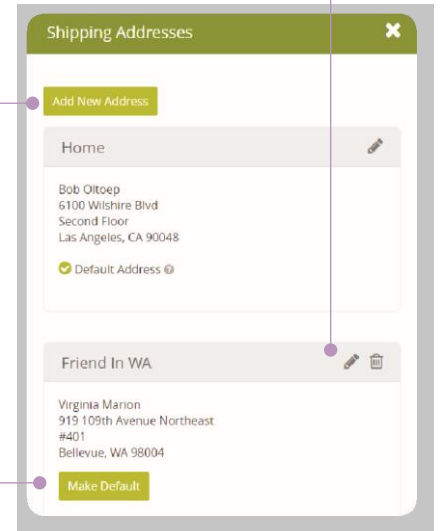 Shipping Addresses
Add New Address
Home
Bob Oltoep
6100 Wilshire Blvd
Second Floor
Las Angeles, CA 90048
Default Address
Friend In WA
Virginia Marion
919 109th Avenue Northeast
#401
Bellevue, WA 98004
Make Default